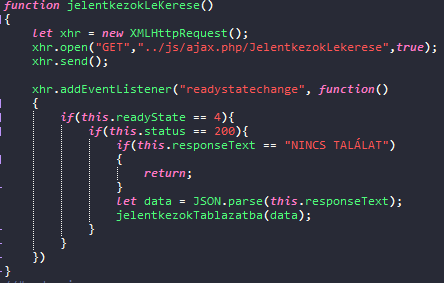 function jelentkezokLeKerese()
{
let xhr = new XMLHttpRequest();
xhr.open("GET","../js/ajax.php/JelentkezokLekerese",true);
xhr.send();
xhr.addEventListener("readystatechange", function()
{
if(this.readyState == 4){
if(this.status == 200){
if(this.responseText == "NINCS TALÁLAT")
{
return;
}
let data = JSON.parse(this.responseText);
jelentkezokTablazatba(data);
}
}
})
}